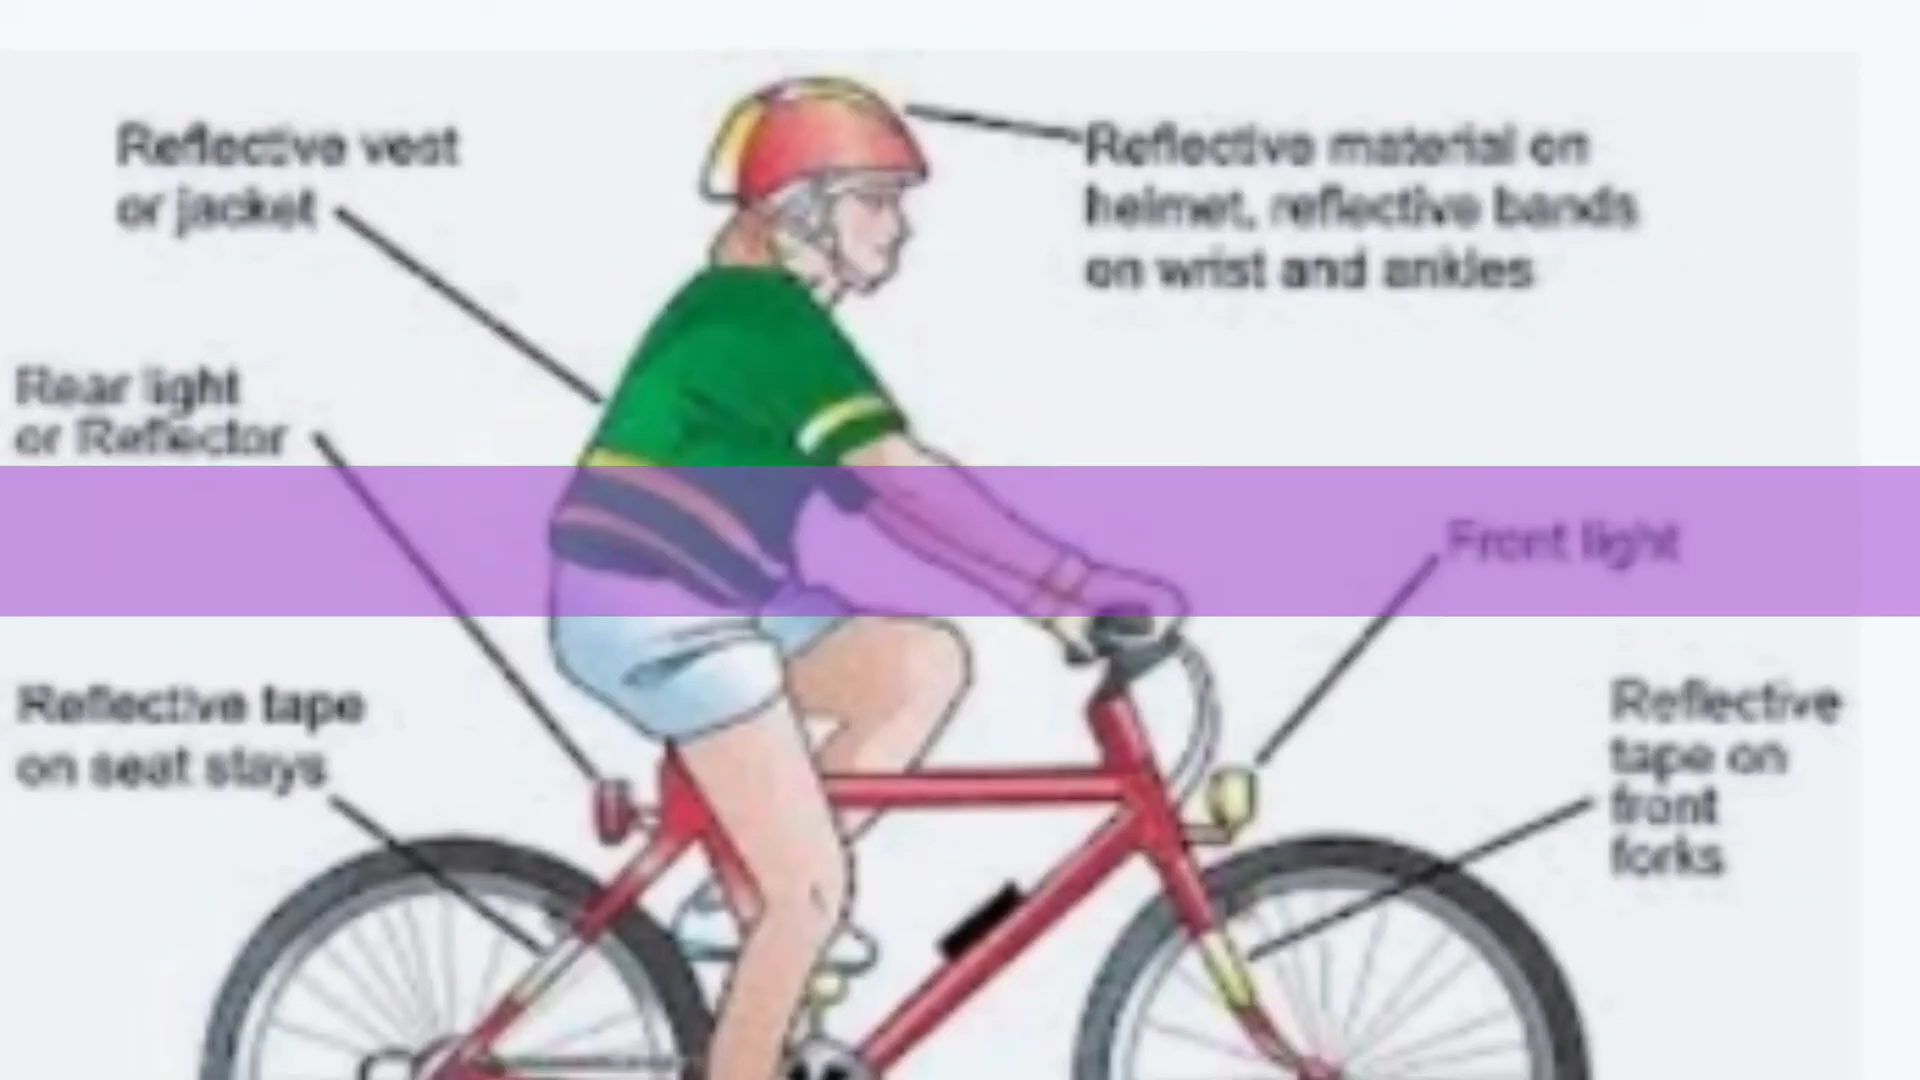 Reflective vest
or jacket
Reflective material on
helmet, reflective bands
on wrist and ankles
Rear light
or Reflector
Front light
Reflective tape
on seat stays
Reflective
tape on
front
forks